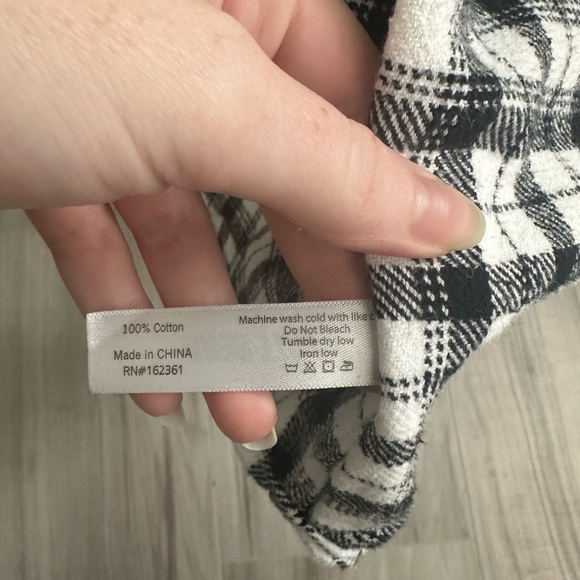 100% Cotton
Made in CHINA
RN#162361
Machine wash cold with like
Do Not Bleach
Tumble dry low
Iron low